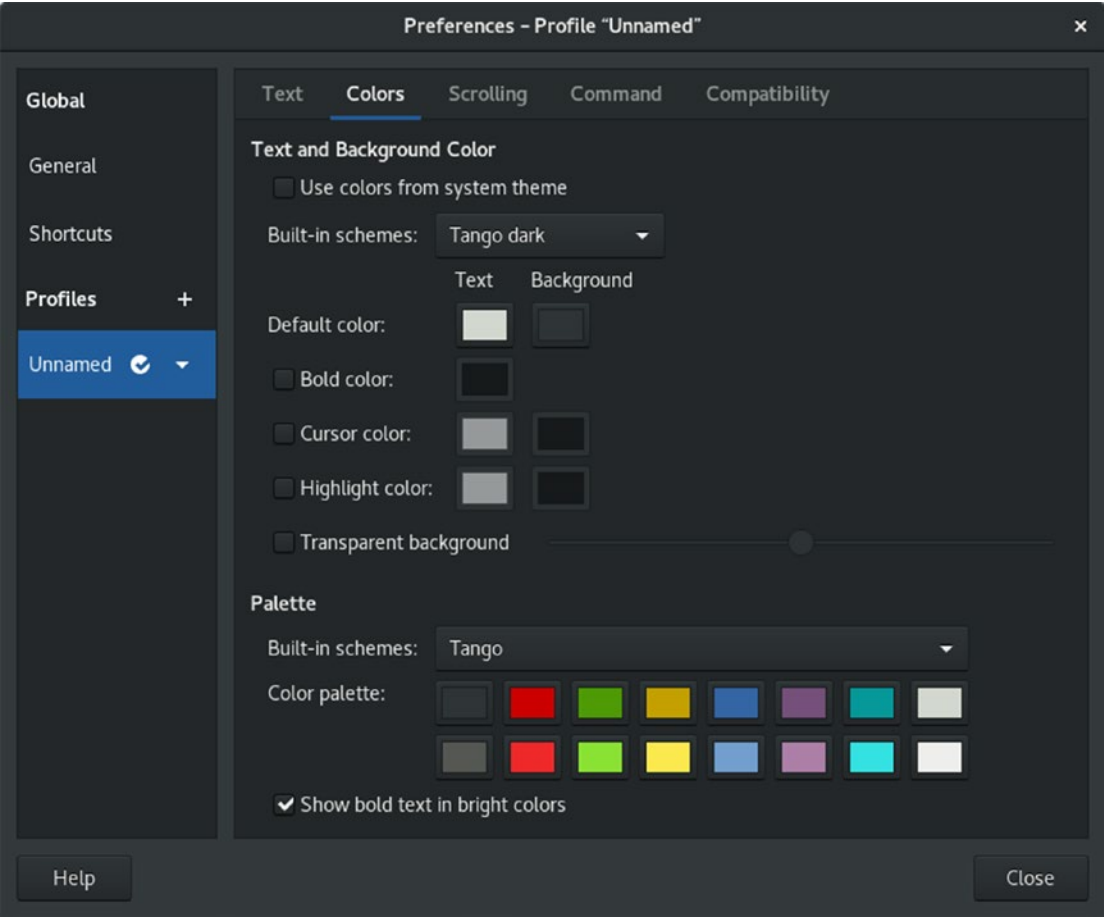 Preferences – Profile “Unnamed”
Global
General
Shortcuts
Profiles
Unnamed
Text Colors Scrolling Command Compatibility
Text and Background Color
Use colors from system theme
Built-in schemes: Tango dark
Text Background
Default color:
Bold color:
Cursor color:
Highlight color:
Transparent background
Palette
Built-in schemes: Tango
Color palette:
Show bold text in bright colors
Help Close